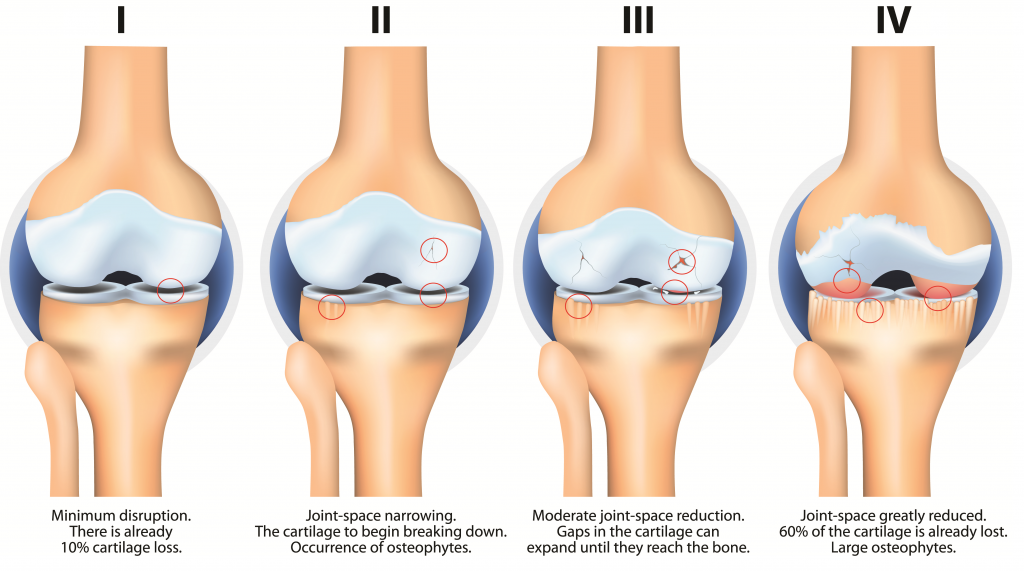 I
II
III
IV
Minimum disruption.
There is already
10% cartilage loss.
Joint-space narrowing.
The cartilage to begin breaking down.
Occurrence of osteophytes.
Moderate joint-space reduction.
Gaps in the cartilage can
expand until they reach the bone.
Joint-space greatly reduced.
60% of the cartilage is already lost.
Large osteophytes.